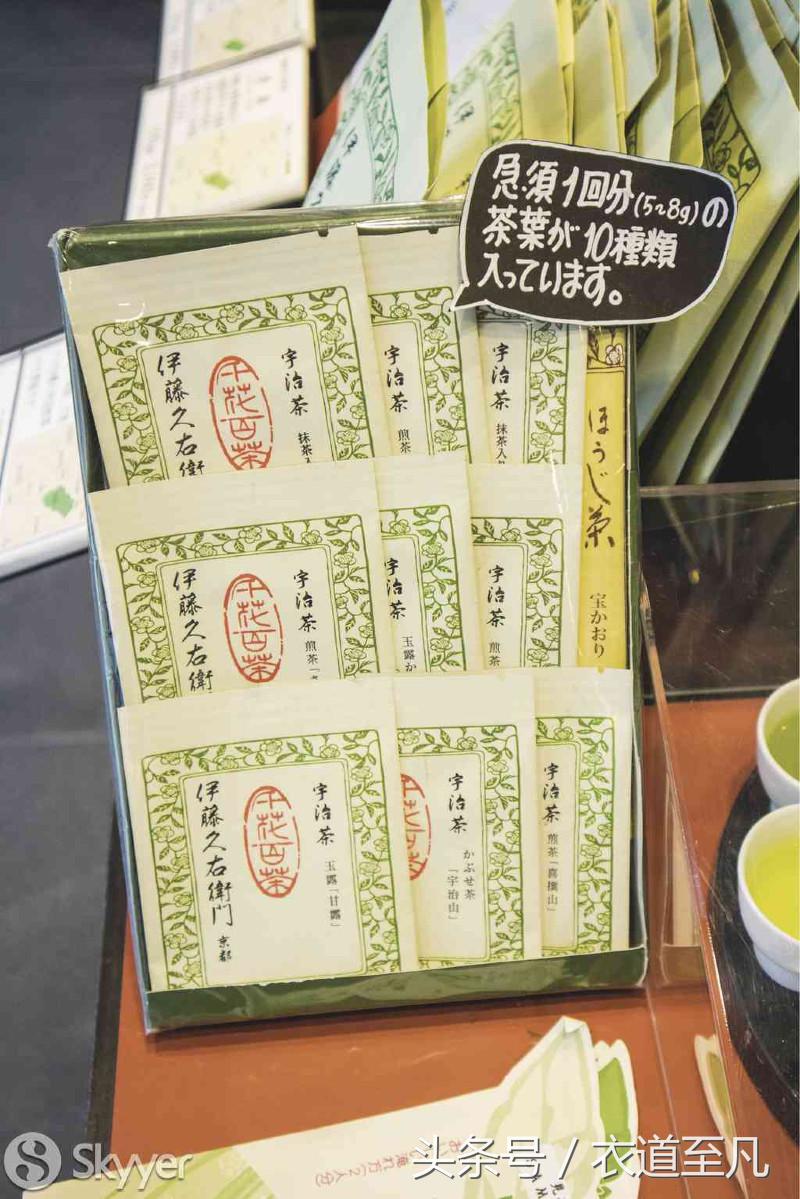 急須1回分(5~8g)の
茶葉が10種類
入っています。
宇治茶 抹茶入
千花百茶
伊藤久右衛
宇治茶 煎茶
宇治茶 抹茶入
ほうじ茶 宝かおり
宇治茶 煎茶「
千花百茶
伊藤久右衛
宇治茶 玉露か
宇治茶 煎茶
宇治茶 玉露「甘露」
千花百茶
伊藤久右衛門 京都
宇治茶 かぶせ茶「宇治山」
宇治茶 煎茶「喜撰山」
Skyyer
头条号 / 衣道至凡